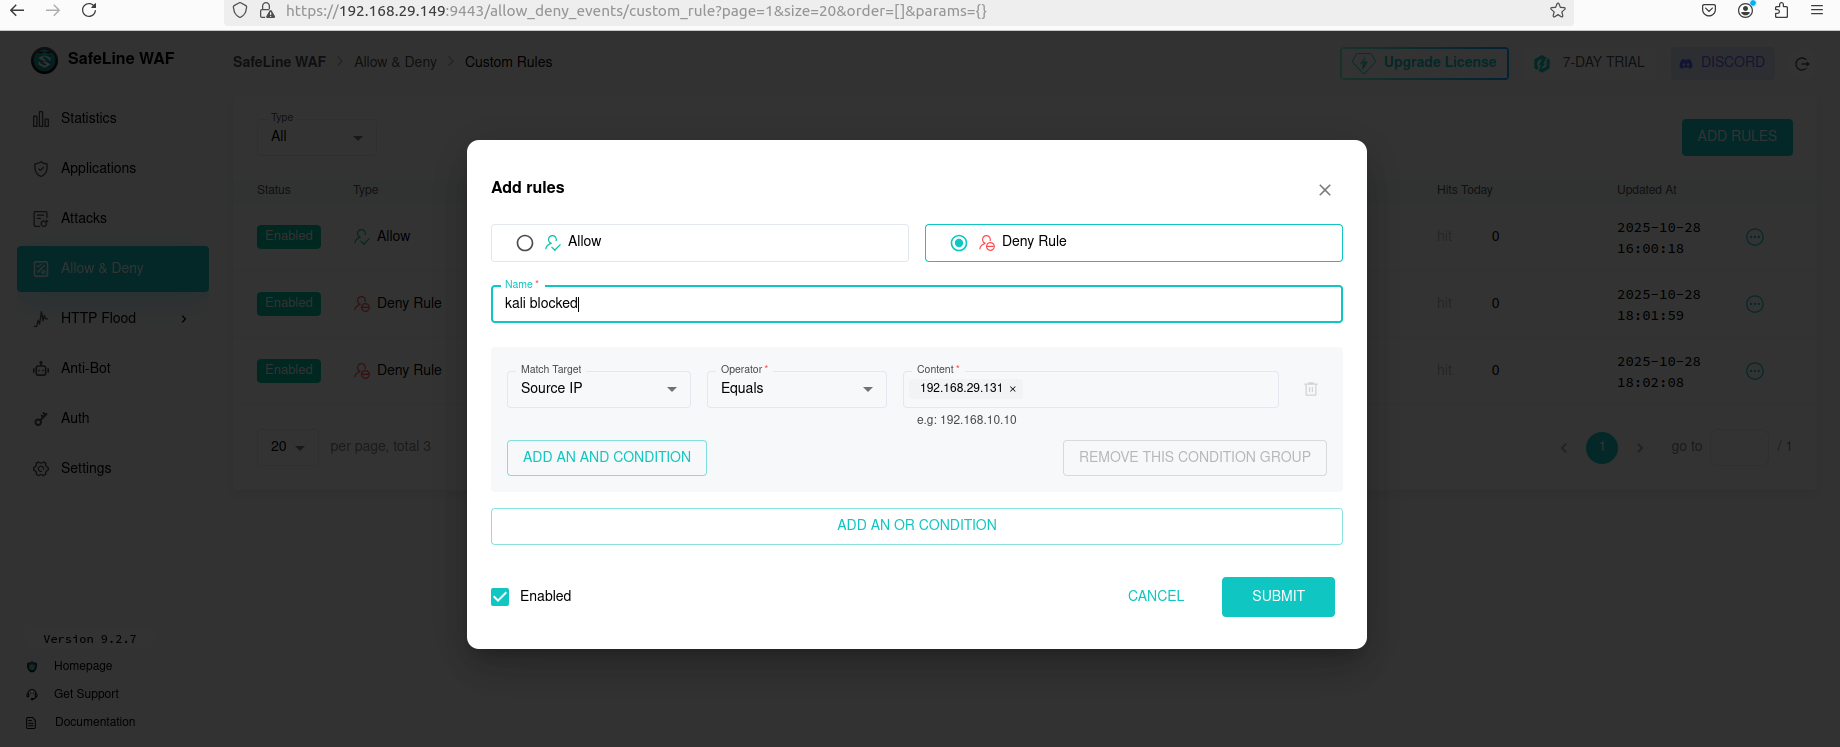 https://192.168.29.149:9443/allow_deny_events/custom_rule?page=1&size=20&order=[]&params={}
SafeLine WAF
SafeLine WAF > Allow & Deny > Custom Rules
Upgrade License
7-DAY TRIAL
DISCORD
Statistics
Applications
Attacks
Allow & Deny
HTTP Flood
Anti-Bot
Auth
Settings
Version 9.2.7
Homepage
Get Support
Documentation
Type
All
ADD RULES
Status Type Hits Today Updated At
Enabled Allow hit 0 2025-10-28 16:00:18
Enabled Deny Rule hit 0 2025-10-28 18:01:59
Enabled Deny Rule hit 0 2025-10-28 18:02:08
20 per page, total 3
1 go to / 1
Add rules
Allow
Deny Rule
Name *
kali blocked
Match Target Operator * Content *
Source IP Equals 192.168.29.131 ×
e.g: 192.168.10.10
ADD AN AND CONDITION REMOVE THIS CONDITION GROUP
ADD AN OR CONDITION
Enabled CANCEL SUBMIT